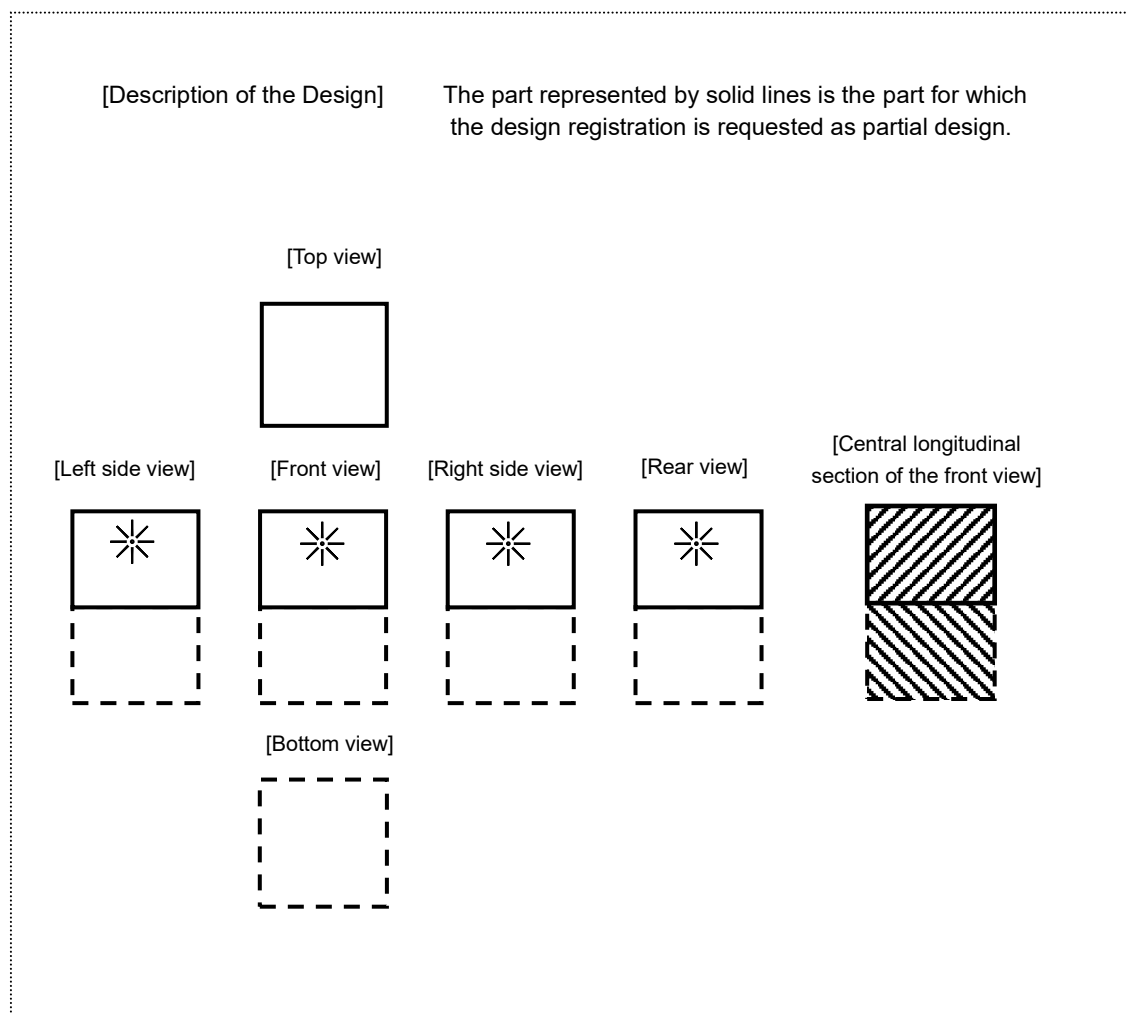 [Description of the Design] The part represented by solid lines is the part for which
the design registration is requested as partial design.
[Top view]
[Left side view] [Front view] [Right side view] [Rear view]
[Central longitudinal
section of the front view]
[Bottom view]